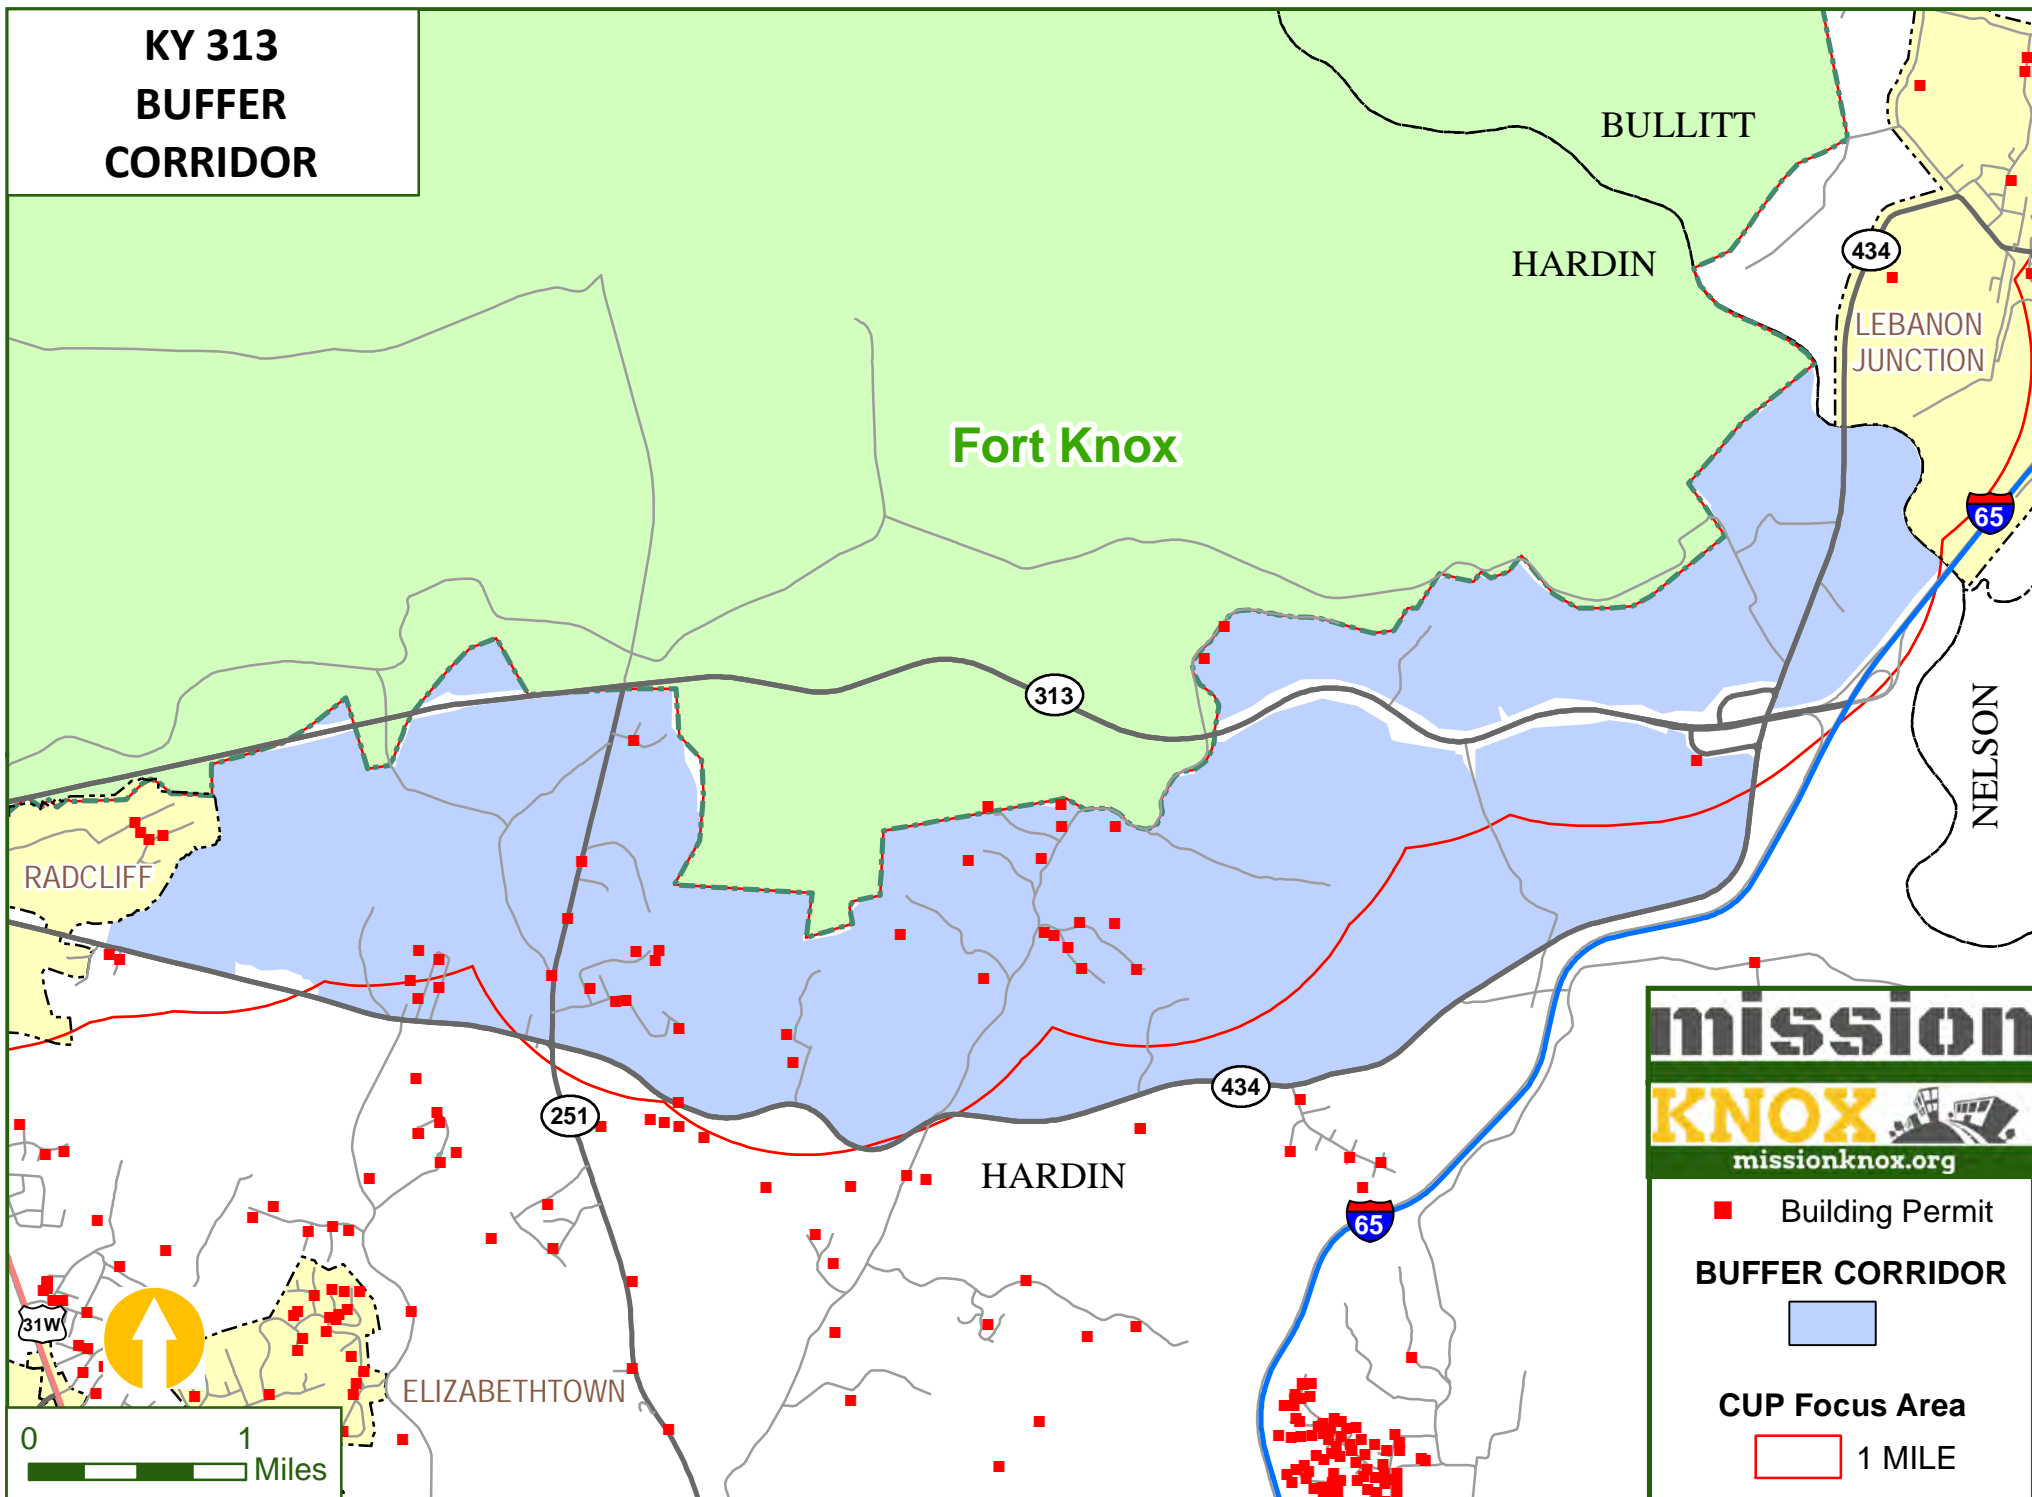 KY 313
BUFFER
CORRIDOR
BULLITT
HARDIN
434
LEBANON
JUNCTION
Fort Knox
65
313
NELSON
RADCLIFF
434
251
HARDIN
65
31W
ELIZABETHTOWN
0 1
Miles
mission
KNOX
missionknox.org
Building Permit
BUFFER CORRIDOR
CUP Focus Area
1 MILE